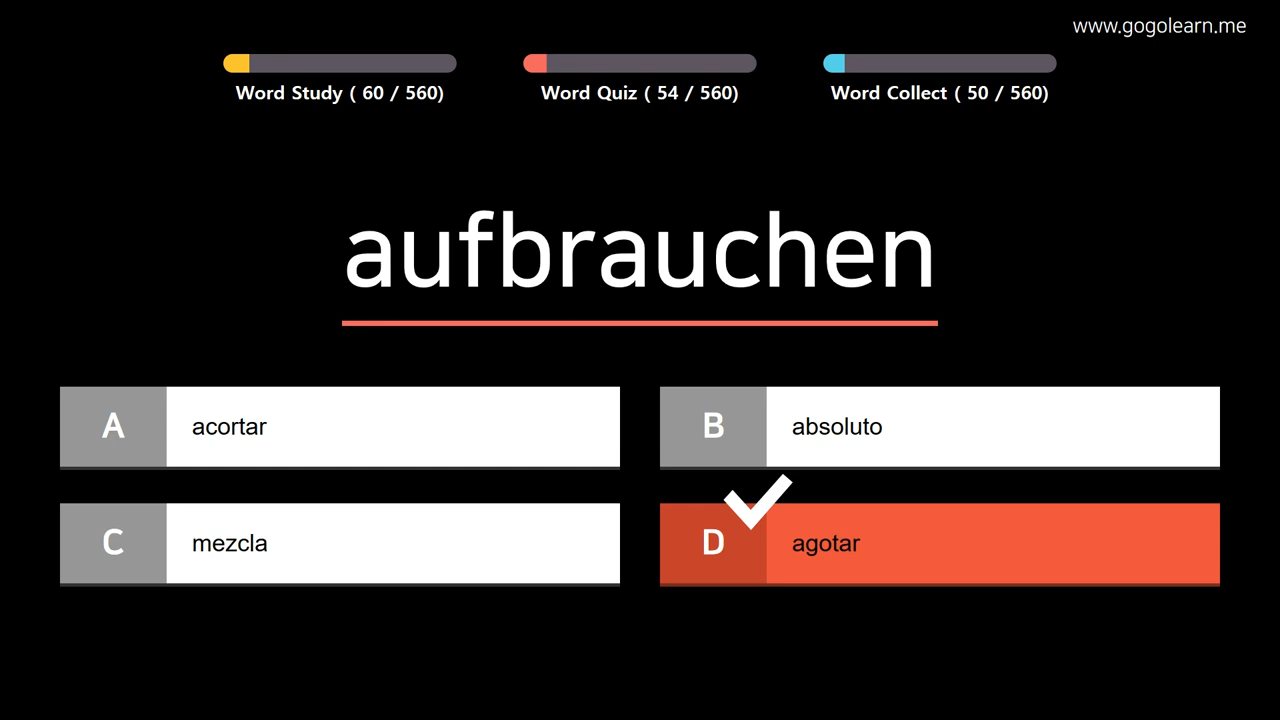 www.gogolearn.me
Word Study ( 60 / 560)
Word Quiz ( 54 / 560)
Word Collect ( 50 / 560)
aufbrauchen
A acortar
B absoluto
C mezcla
D agotar